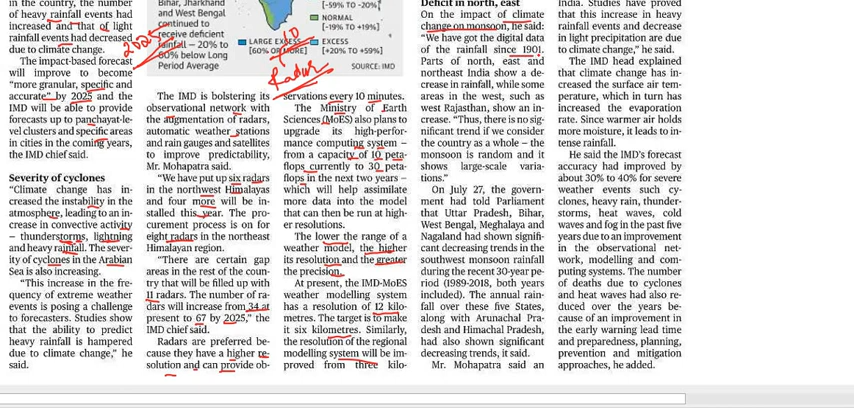 in the country, the number
of heavy rainfall events had
increased and that of light
rainfall events had decreased
due to climate change.
The impact-based forecast
will improve to become
“more granular, specific and
accurate” by 2025 and the
IMD will be able to provide
forecasts up to panchayat-le-
vel clusters and specific areas
in cities in the coming years,
the IMD chief said.
Severity of cyclones
“Climate change has in-
creased the instability in the
atmosphere, leading to an in-
crease in convective activity
– thunderstorms, lightning
and heavy rainfall. The sever-
ity of cyclones in the Arabian
Sea is also increasing.
“This increase in the fre-
quency of extreme weather
events is posing a challenge
to forecasters. Studies show
that the ability to predict
heavy rainfall is hampered
due to climate change,” he
said.
2025
Bihar, Jharkhand
and West Bengal
continued to
receive deficient
rainfall – 20% to
60% below Long
Period Average
[-59% TO -20%]
NORMAL
[-19% TO +19%]
LARGE EXCESS
[60% OR MORE]
EXCESS
[+20% TO +59%]
SOURCE: IMD
10
Radar
The IMD is bolstering its
observational network with
the augmentation of radars,
automatic weather stations
and rain gauges and satellites
to improve predictability,
Mr. Mohapatra said.
“We have put up six radars
in the northwest Himalayas
and four more will be in-
stalled this year. The pro-
curement process is on for
eight radars in the northeast
Himalayan region.
“There are certain gap
areas in the rest of the coun-
try that will be filled up with
11 radars. The number of ra-
dars will increase from 34 at
present to 67 by 2025,” the
IMD chief said.
Radars are preferred be-
cause they have a higher re-
solution and can provide ob-
servations every 10 minutes.
The Ministry of Earth
Sciences (MoES) also plans to
upgrade its high-perfor-
mance computing system –
from a capacity of 10 peta-
flops currently to 30 peta-
flops in the next two years –
which will help assimilate
more data into the model
that can then be run at high-
er resolutions.
The lower the range of a
weather model, the higher
its resolution and the greater
the precision.
At present, the IMD-MoES
weather modelling system
has a resolution of 12 kilo-
metres. The target is to make
it six kilometres. Similarly,
the resolution of the regional
modelling system will be im-
proved from three kilo-
Deficit in north, east
On the impact of climate
change on monsoon, he said:
“We have got the digital data
of the rainfall since 1901.
Parts of north, east and
northeast India show a de-
crease in rainfall, while some
areas in the west, such as
west Rajasthan, show an in-
crease. “Thus, there is no sig-
nificant trend if we consider
the country as a whole – the
monsoon is random and it
shows large-scale varia-
tions.”
On July 27, the govern-
ment had told Parliament
that Uttar Pradesh, Bihar,
West Bengal, Meghalaya and
Nagaland had shown signifi-
cant decreasing trends in the
southwest monsoon rainfall
during the recent 30-year pe-
riod (1989-2018, both years
included). The annual rain-
fall over these five States,
along with Arunachal Pra-
desh and Himachal Pradesh,
had also shown significant
decreasing trends, it said.
Mr. Mohapatra said an
India. Studies have proved
that this increase in heavy
rainfall events and decrease
in light precipitation are due
to climate change,” he said.
The IMD head explained
that climate change has in-
creased the surface air tem-
perature, which in turn has
increased the evaporation
rate. Since warmer air holds
more moisture, it leads to in-
tense rainfall.
He said the IMD’s forecast
accuracy had improved by
about 30% to 40% for severe
weather events such cy-
clones, heavy rain, thunder-
storms, heat waves, cold
waves and fog in the past five
years due to an improvement
in the observational net-
work, modelling and com-
puting systems. The number
of deaths due to cyclones
and heat waves had also re-
duced over the years be-
cause of an improvement in
the early warning lead time
and preparedness, planning,
prevention and mitigation
approaches, he added.